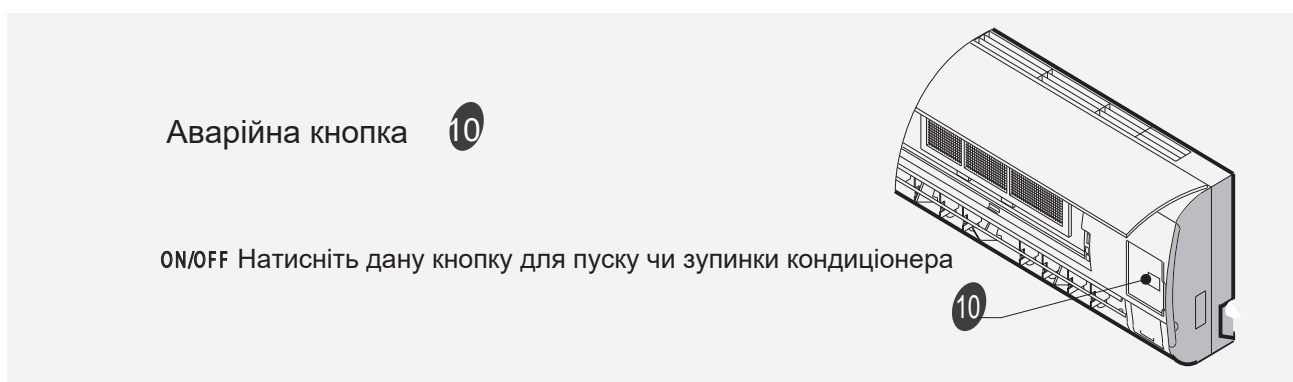 Аварійна кнопка 10
ON/OFF Натисніть дану кнопку для пуску чи зупинки кондиціонера
10